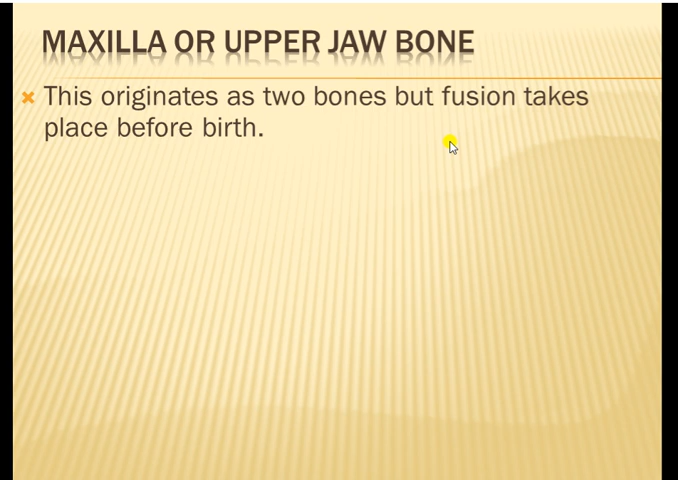 MAXILLA OR UPPER JAW BONE
This originates as two bones but fusion takes
place before birth.